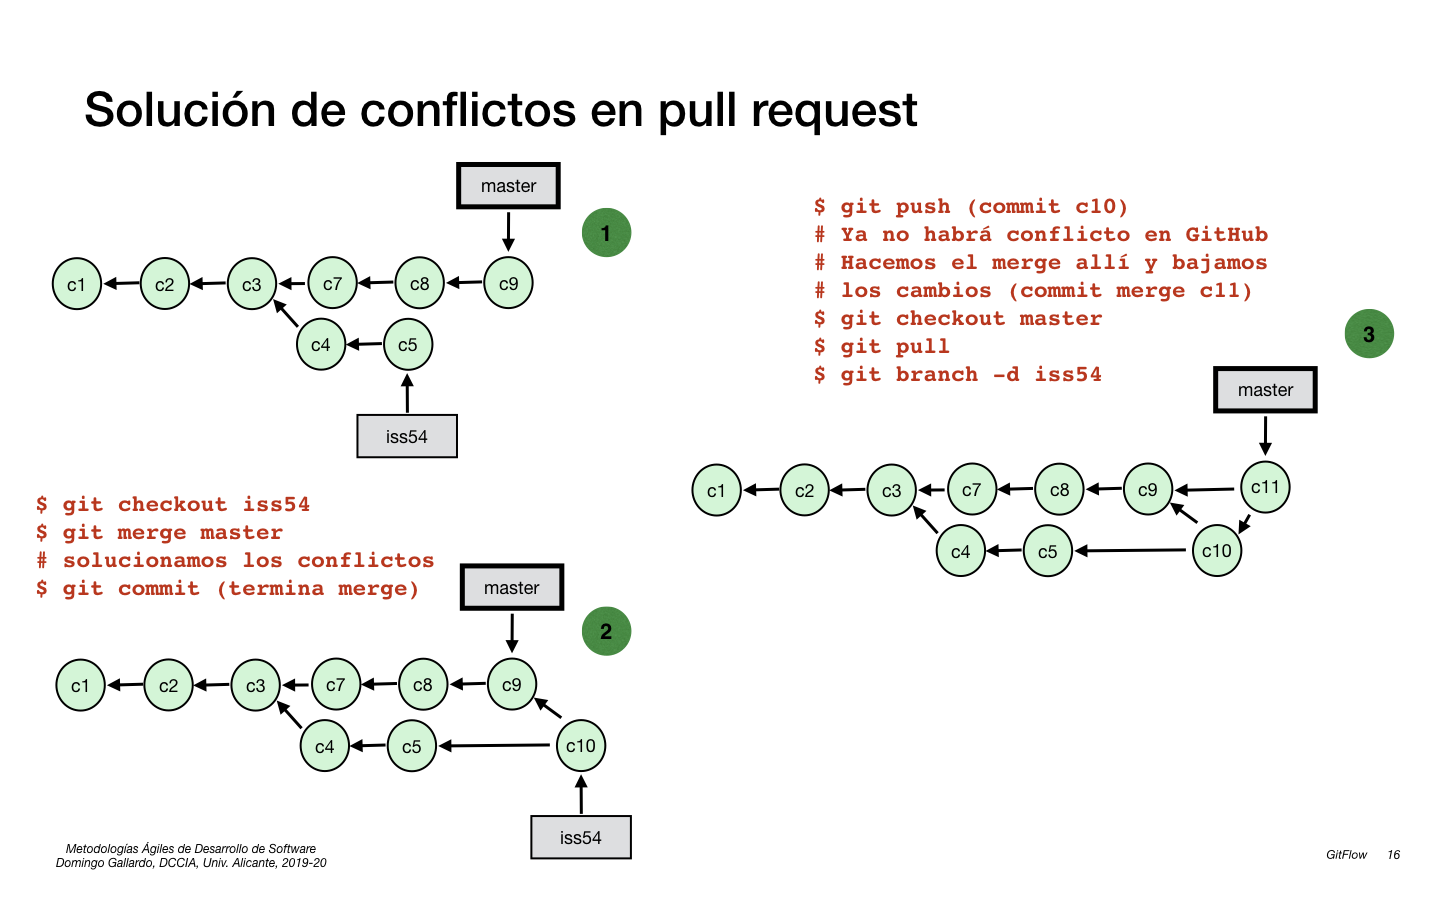 Solución de conflictos en pull request
master
1
c1 c2 c3 c7 c8 c9
c4 c5
iss54
$ git checkout iss54
$ git merge master
# solucionamos los conflictos
$ git commit (termina merge)
master
2
c1 c2 c3 c7 c8 c9
c4 c5 c10
iss54
$ git push (commit c10)
# Ya no habrá conflicto en GitHub
# Hacemos el merge allí y bajamos
# los cambios (commit merge c11)
$ git checkout master
$ git pull
$ git branch -d iss54
3
master
c1 c2 c3 c7 c8 c9 c11
c4 c5 c10
Metodologías Ágiles de Desarrollo de Software
Domingo Gallardo, DCCIA, Univ. Alicante, 2019-20
GitFlow 16